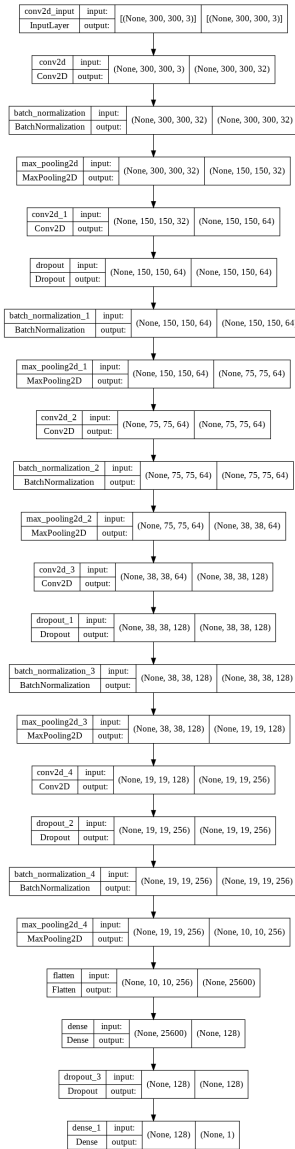 conv2d_input input: [(None, 300, 300, 3)] [(None, 300, 300, 3)]
InputLayer output:
conv2d input: (None, 300, 300, 3) (None, 300, 300, 32)
Conv2D output:
batch_normalization input: (None, 300, 300, 32) (None, 300, 300, 32)
BatchNormalization output:
max_pooling2d input: (None, 300, 300, 32) (None, 150, 150, 32)
MaxPooling2D output:
conv2d_1 input: (None, 150, 150, 32) (None, 150, 150, 64)
Conv2D output:
dropout input: (None, 150, 150, 64) (None, 150, 150, 64)
Dropout output:
batch_normalization_1 input: (None, 150, 150, 64) (None, 150, 150, 64
BatchNormalization output:
max_pooling2d_1 input: (None, 150, 150, 64) (None, 75, 75, 64)
MaxPooling2D output:
conv2d_2 input: (None, 75, 75, 64) (None, 75, 75, 64)
Conv2D output:
batch_normalization_2 input: (None, 75, 75, 64) (None, 75, 75, 64)
BatchNormalization output:
max_pooling2d_2 input: (None, 75, 75, 64) (None, 38, 38, 64)
MaxPooling2D output:
conv2d_3 input: (None, 38, 38, 64) (None, 38, 38, 128)
Conv2D output:
dropout_1 input: (None, 38, 38, 128) (None, 38, 38, 128)
Dropout output:
batch_normalization_3 input: (None, 38, 38, 128) (None, 38, 38, 128)
BatchNormalization output:
max_pooling2d_3 input: (None, 38, 38, 128) (None, 19, 19, 128)
MaxPooling2D output:
conv2d_4 input: (None, 19, 19, 128) (None, 19, 19, 256)
Conv2D output:
dropout_2 input: (None, 19, 19, 256) (None, 19, 19, 256)
Dropout output:
batch_normalization_4 input: (None, 19, 19, 256) (None, 19, 19, 256)
BatchNormalization output:
max_pooling2d_4 input: (None, 19, 19, 256) (None, 10, 10, 256)
MaxPooling2D output:
flatten input: (None, 10, 10, 256) (None, 25600)
Flatten output:
dense input: (None, 25600) (None, 128)
Dense output:
dropout_3 input: (None, 128) (None, 128)
Dropout output:
dense_1 input: (None, 128) (None, 1)
Dense output: